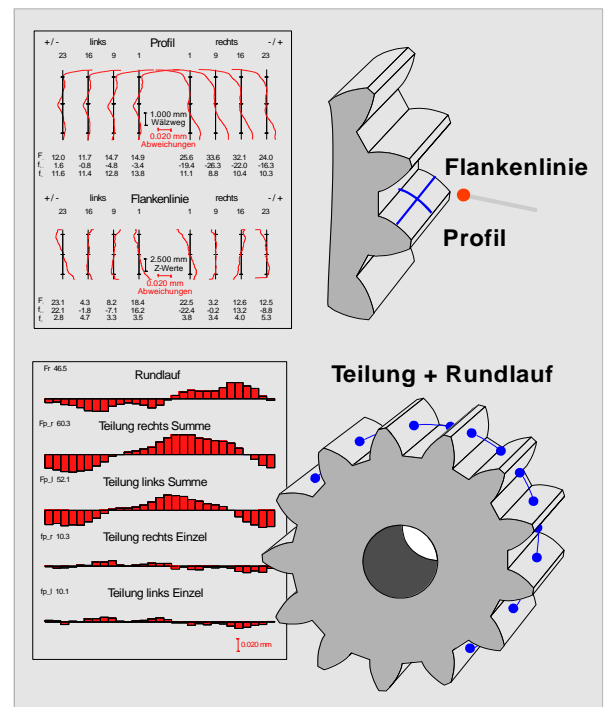 +/- links Profil rechts -/+
23 16 9 1 1 9 16 23
1.000 mm
Wälzweg
0.020 mm
Abweichungen
F. 12.0 11.7 14.7 14.9 25.6 33.6 32.1 24.0
f.. 1.6 -0.8 -4.8 -3.4 -19.4 -26.3 -22.0 -16.3
f. 11.6 11.4 12.8 13.8 11.1 8.8 10.4 10.3
+/- links Flankenlinie rechts -/+
23 16 9 1 1 9 16 23
2.500 mm
Z-Werte
0.020 mm
Abweichungen
F. 23.1 4.3 8.2 18.4 22.5 3.2 12.6 12.5
f.. 22.1 -1.8 -7.1 16.2 -22.4 -0.2 13.2 -8.8
f. 2.8 4.7 3.3 3.5 3.8 3.4 4.0 5.3
Flankenlinie
Profil
Teilung + Rundlauf
Fr 46.5
Rundlauf
Fp_r 60.3 Teilung rechts Summe
Fp_l 52.1 Teilung links Summe
fp_r 10.3 Teilung rechts Einzel
fp_l 10.1 Teilung links Einzel
0.020 mm